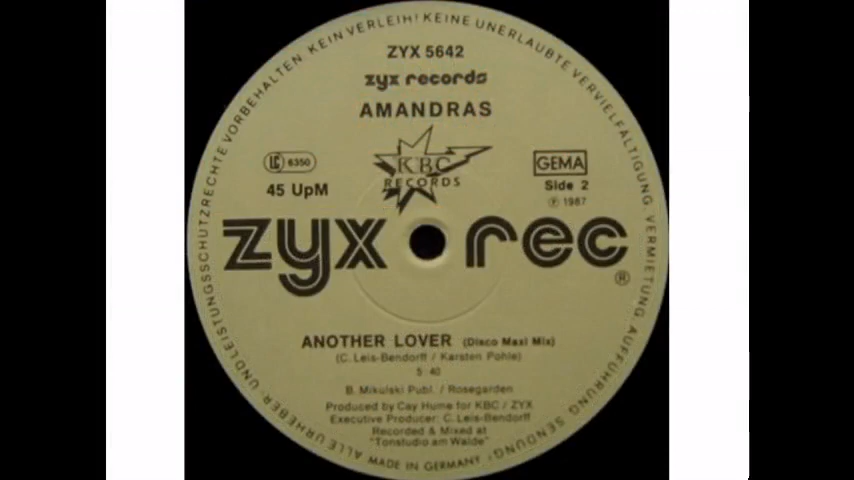 ALLE URHEBER- UND LEISTUNGSSCHUTZRECHTE VORBEHALTEN. KEIN VERLEIH! KEINE UNERLAUBTE VERVIELFÄLTIGUNG, VERMIETUNG, AUFFÜHRUNG, SENDUNG!
ZYX 5642
zyx records
AMANDRAS
LC 6350
KBC
RECORDS
GEMA
45 UpM
Side 2
℗ 1987
zyx rec
®
ANOTHER LOVER (Disco Maxi Mix)
(C. Leis-Bendorff / Karsten Pohle)
5:40
B. Mikulski Publ. / Rosegarden
Produced by Cay Hume for KBC / ZYX
Executive Producer: C. Leis-Bendorff
Recorded & Mixed at
"Tonstudio am Walde"
MADE IN GERMANY